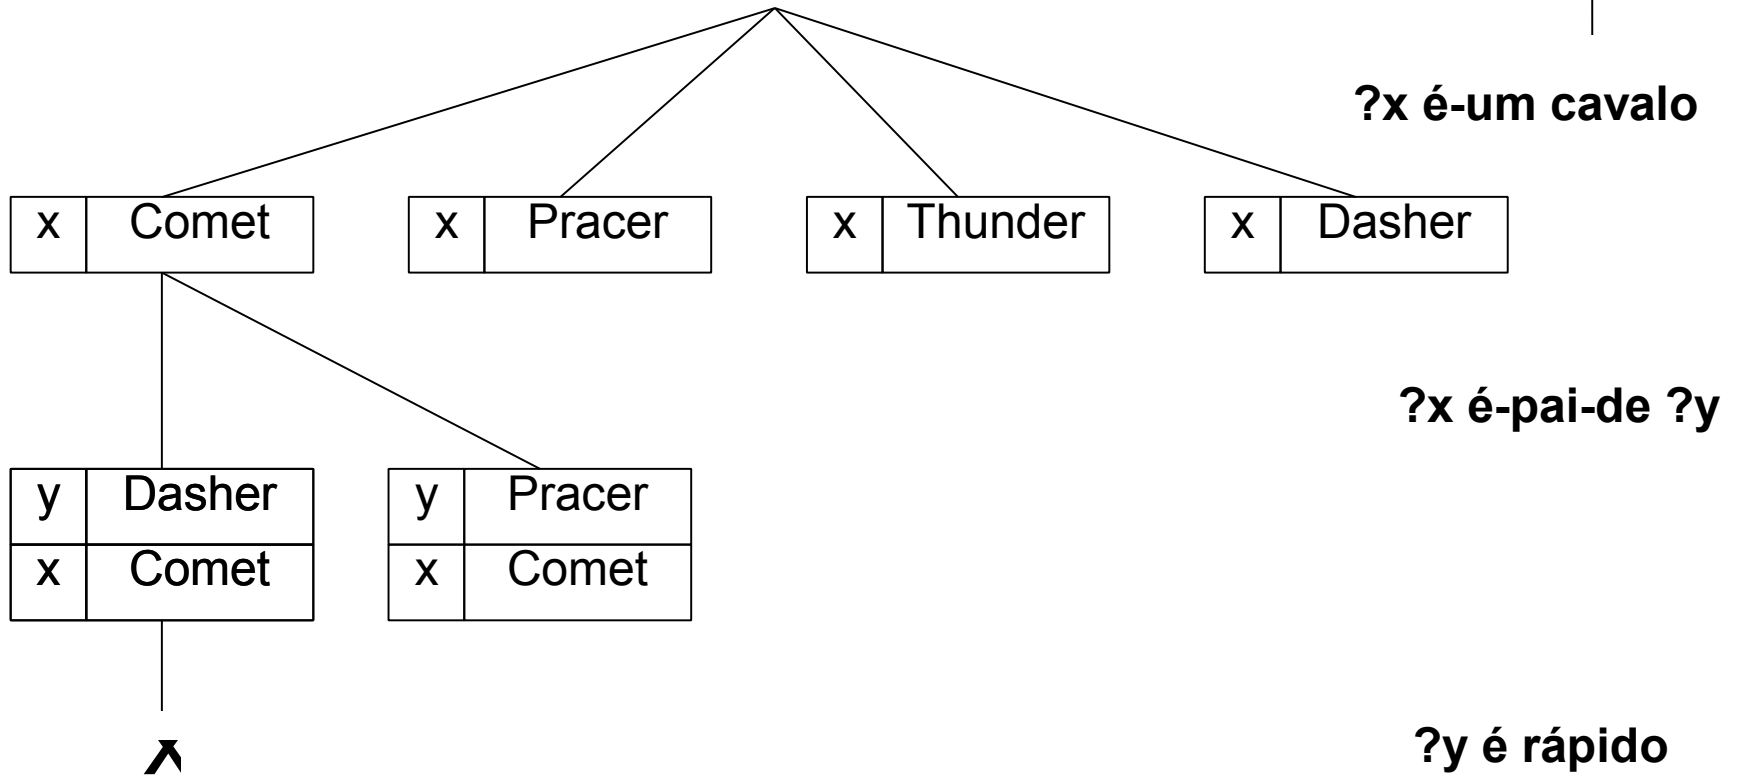 ?x é-um cavalo
x Comet x Pracer x Thunder x Dasher
?x é-pai-de ?y
y Dasher y Pracer
x Comet x Comet
?y é rápido